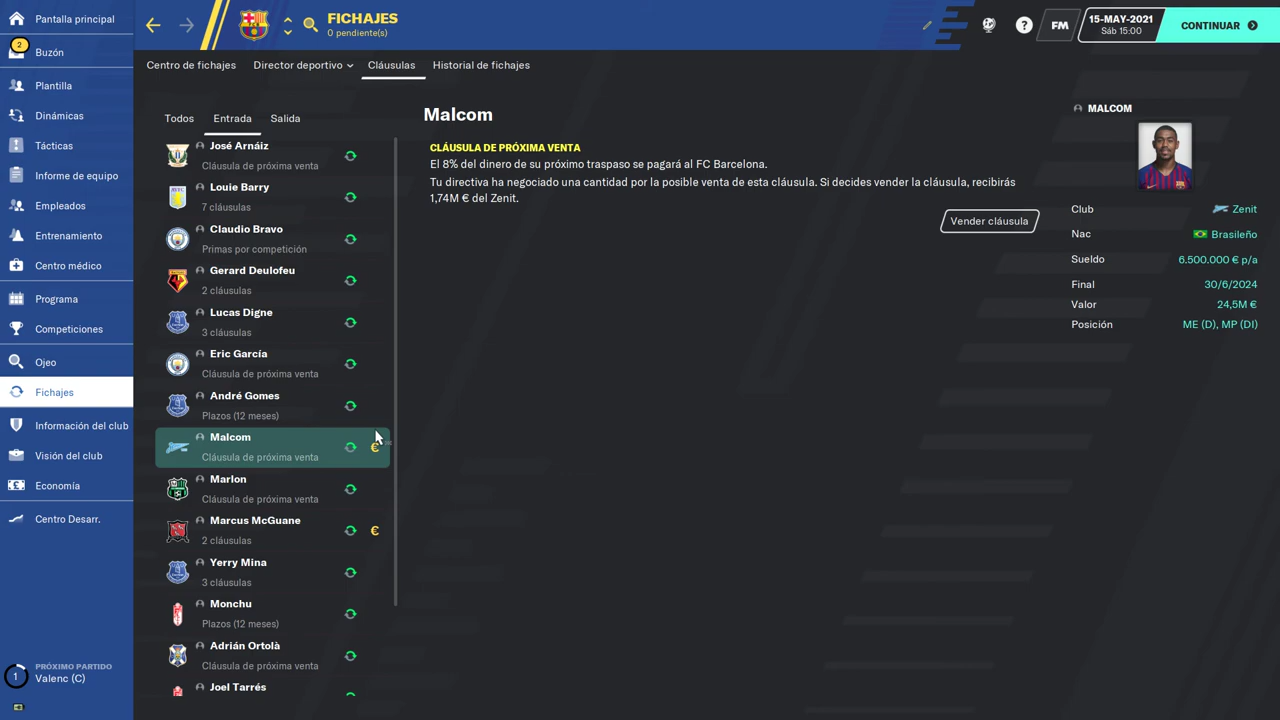 Pantalla principal
2
Buzón
Plantilla
Dinámicas
Tácticas
Informe de equipo
Empleados
Entrenamiento
Centro médico
Programa
Competiciones
Ojeo
Fichajes
Información del club
Visión del club
Economía
Centro Desarr.
1
PRÓXIMO PARTIDO
Valenc (C)
FICHAJES
0 pendiente(s)
?
FM
15-MAY-2021
Sáb 15:00
CONTINUAR
Centro de fichajes
Director deportivo
Cláusulas
Historial de fichajes
Todos
Entrada
Salida
José Arnáiz
Cláusula de próxima venta
Louie Barry
7 cláusulas
Claudio Bravo
Primas por competición
Gerard Deulofeu
2 cláusulas
Lucas Digne
3 cláusulas
Eric García
Cláusula de próxima venta
André Gomes
Plazos (12 meses)
Malcom
€
Cláusula de próxima venta
Marlon
Cláusula de próxima venta
Marcus McGuane
€
2 cláusulas
Yerry Mina
3 cláusulas
Monchu
Plazos (12 meses)
Adrián Ortolà
Cláusula de próxima venta
Joel Tarrés
Malcom
CLÁUSULA DE PRÓXIMA VENTA
El 8% del dinero de su próximo traspaso se pagará al FC Barcelona.
Tu directiva ha negociado una cantidad por la posible venta de esta cláusula. Si decides vender la cláusula, recibirás
1,74M € del Zenit.
Vender cláusula
MALCOM
Club Zenit
Nac Brasileño
Sueldo 6.500.000 € p/a
Final 30/6/2024
Valor 24,5M €
Posición ME (D), MP (DI)